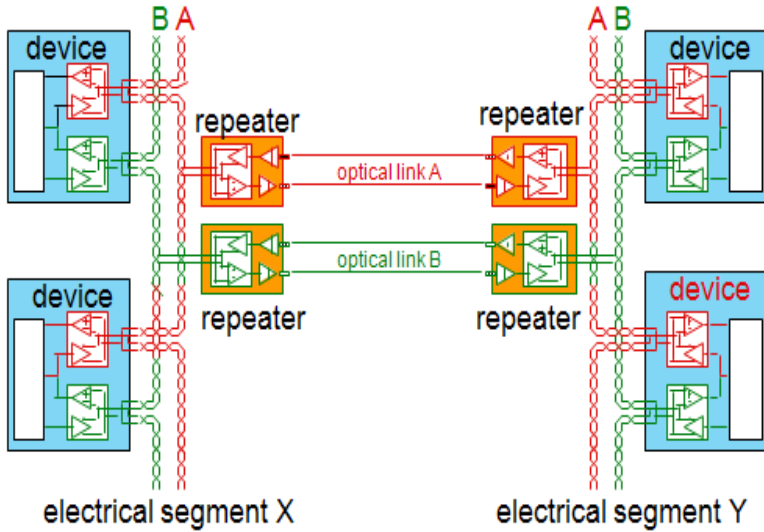 B A
A B
device
device
repeater
repeater
optical link A
optical link B
device
device
repeater
repeater
electrical segment X
electrical segment Y